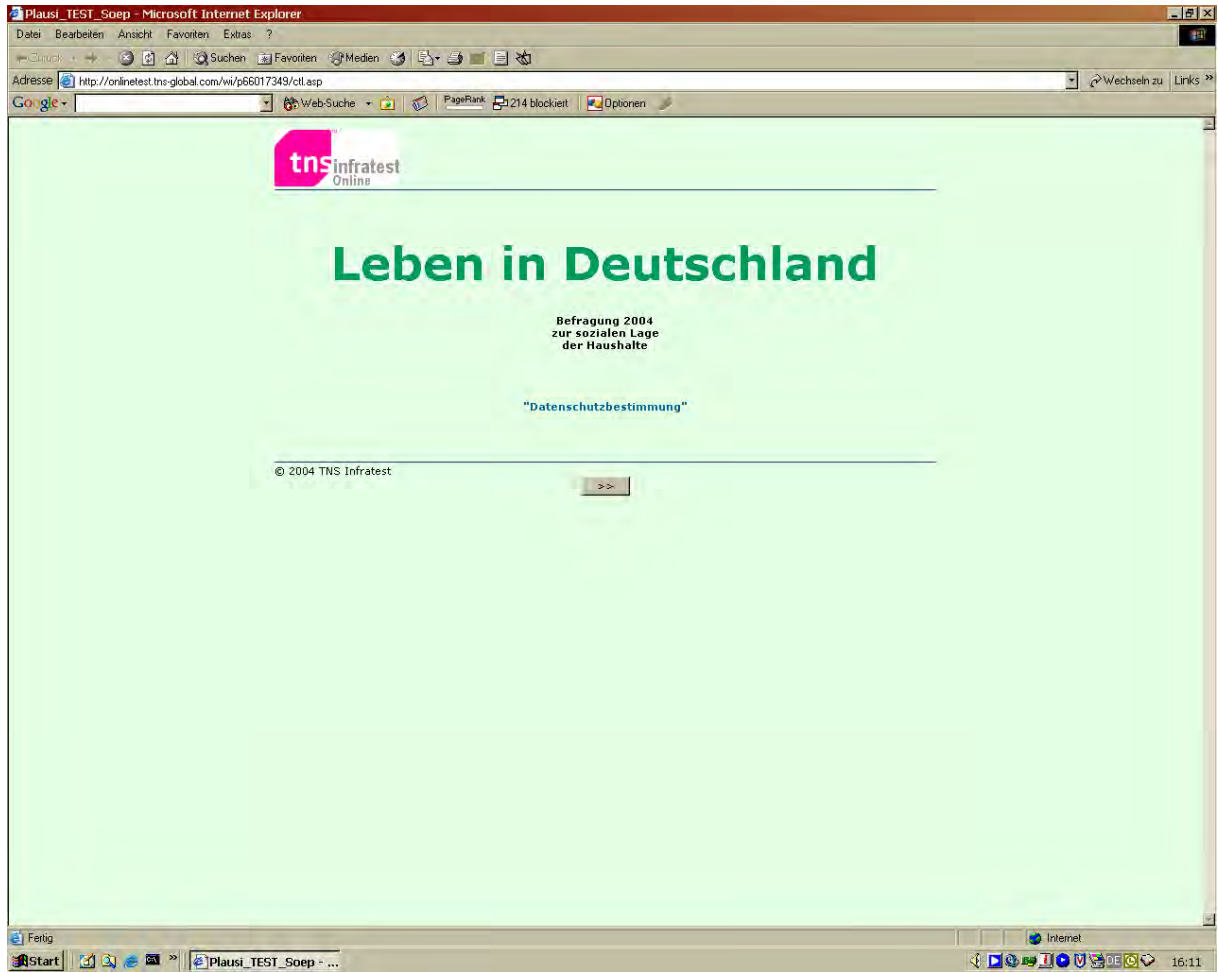 Plausi_TEST_Soep - Microsoft Internet Explorer
Datei Bearbeiten Ansicht Favoriten Extras ?
Zurück Suchen Favoriten Medien
Adresse http://onlinetest.tns-global.com/wi/p66017349/ctl.asp Wechseln zu Links »
Google Web-Suche PageRank 214 blockiert Optionen
tns infratest
Online
Leben in Deutschland
Befragung 2004
zur sozialen Lage
der Haushalte
"Datenschutzbestimmung"
© 2004 TNS Infratest
>>
Fertig Internet
Start » Plausi_TEST_Soep - ... DE 16:11